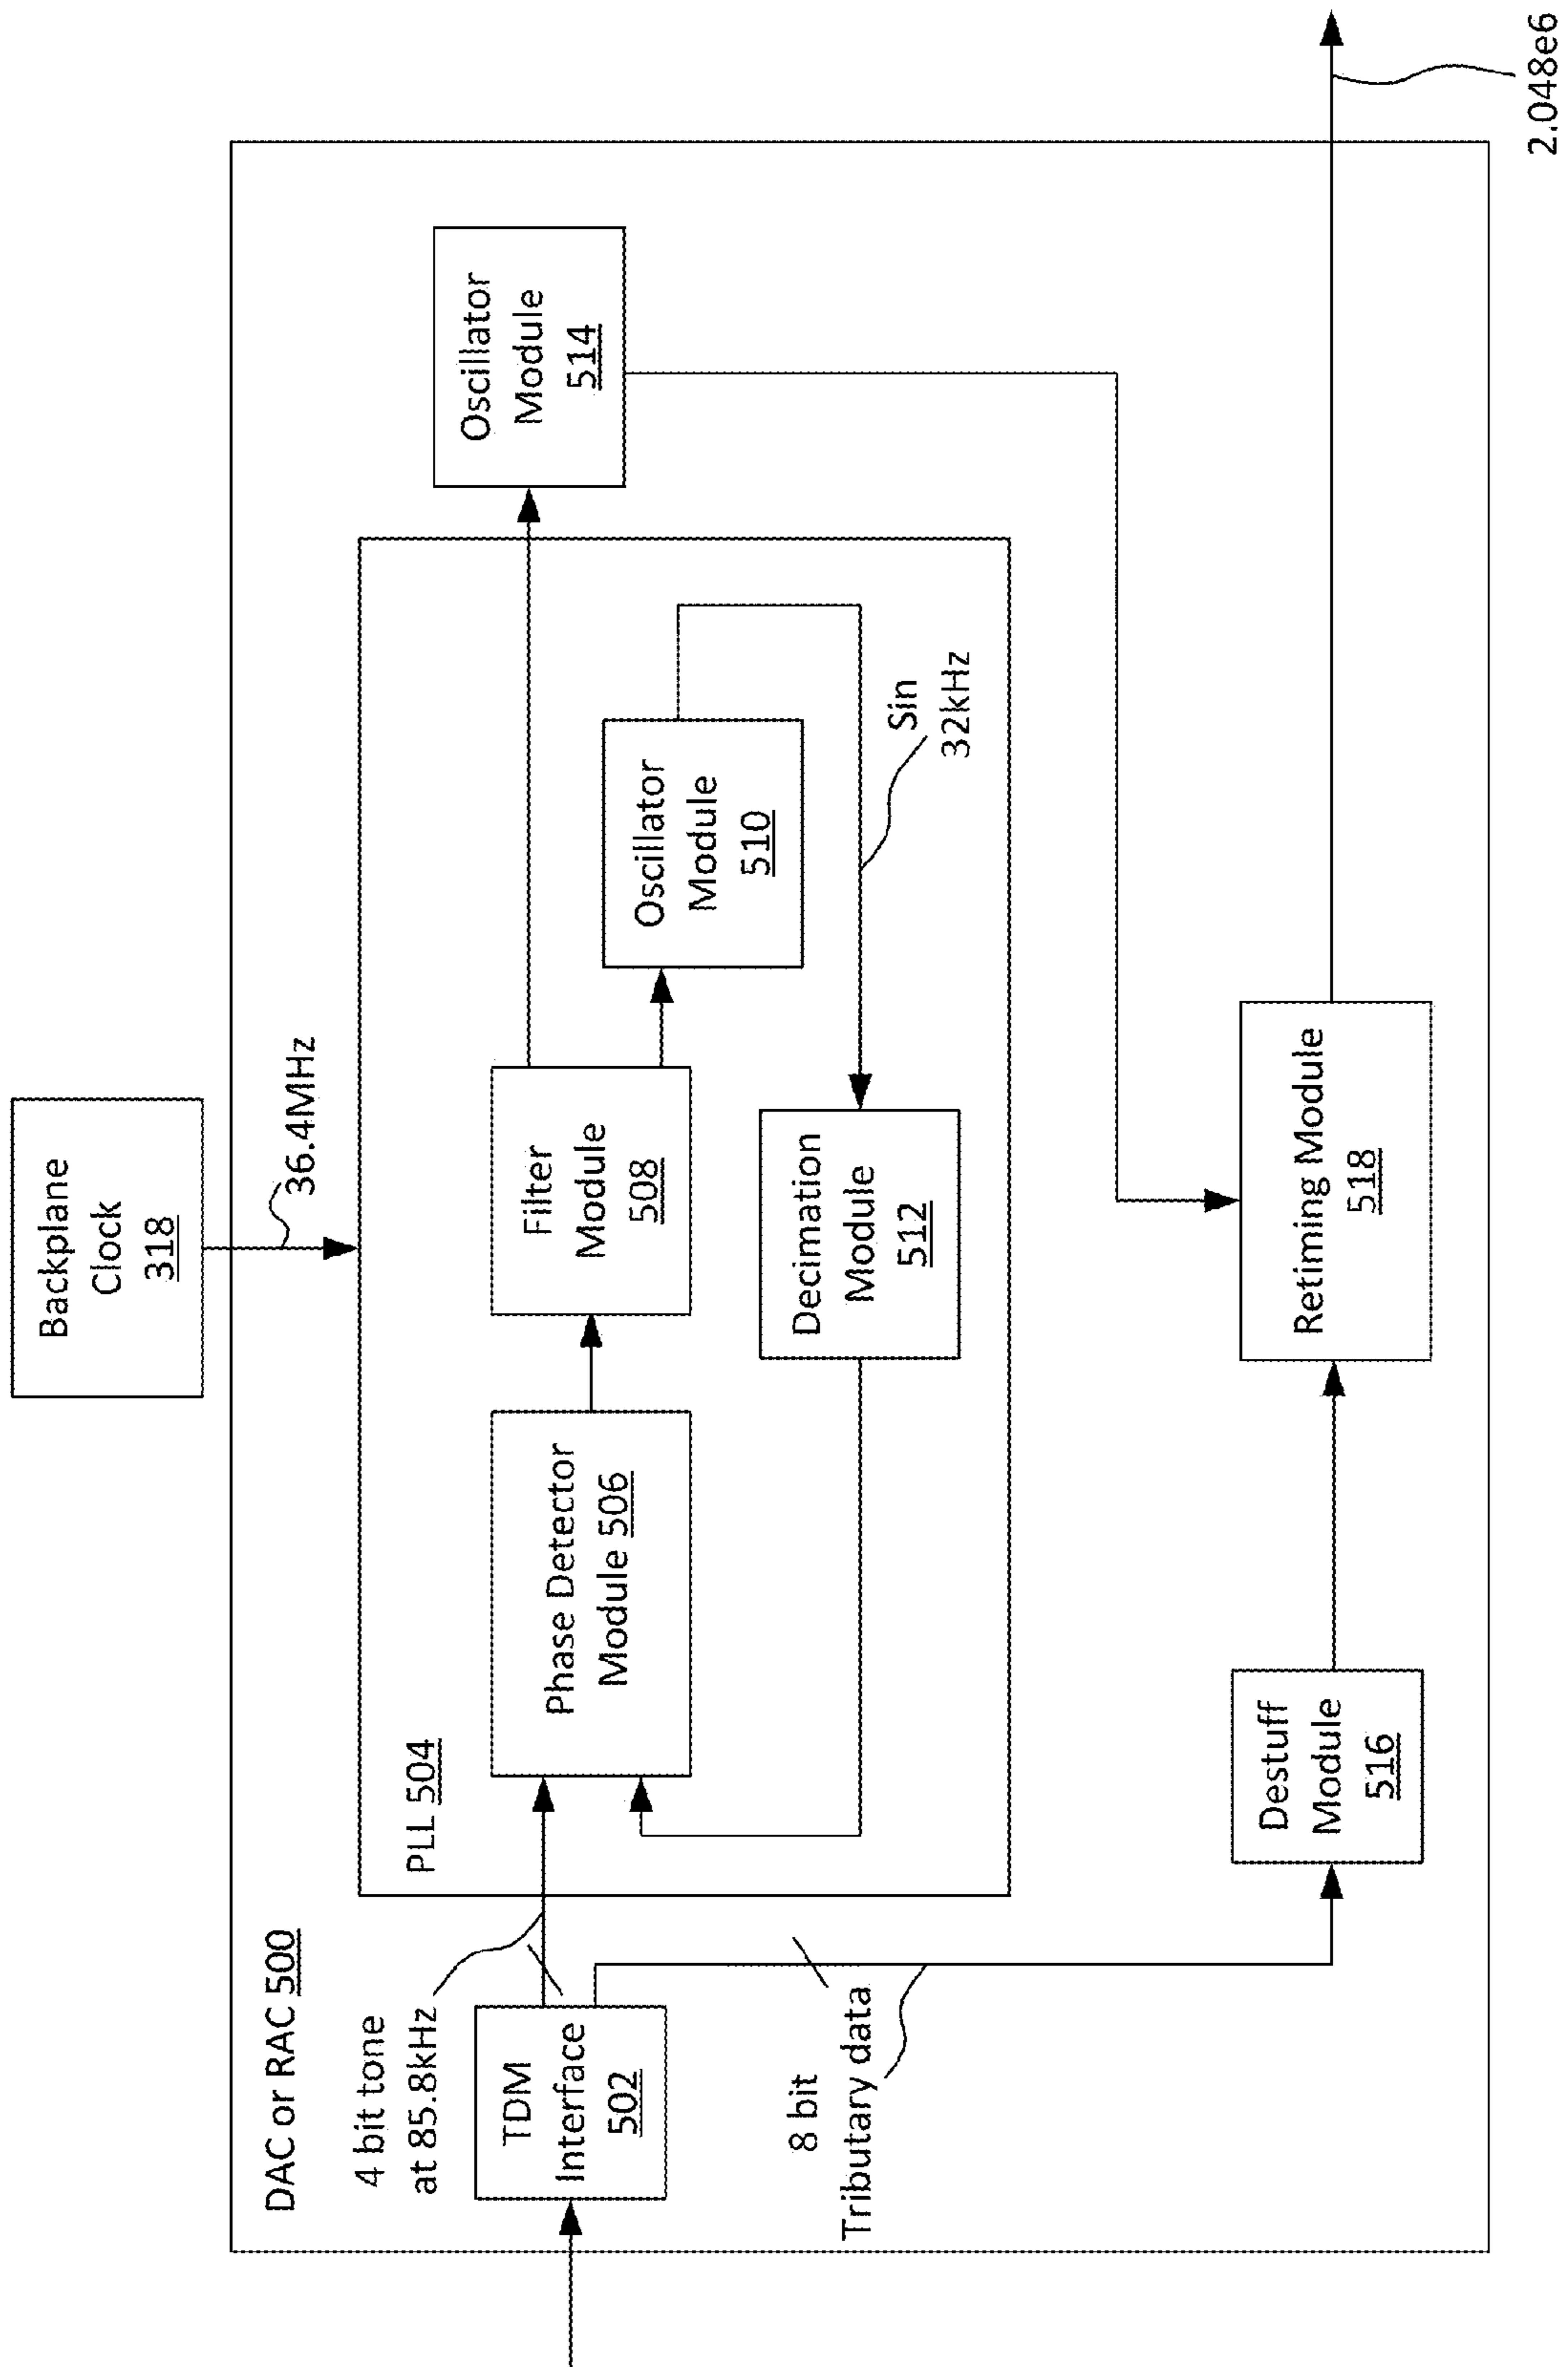 Backplane
Clock
318
36.4MHz
DAC or RAC 500
4 bit tone
at 85.8kHz
TDM
Interface
502
8 bit
Tributary data
PLL 504
Phase Detector
Module 506
Filter
Module
508
Oscillator
Module
510
Sin
32kHz
Decimation
Module
512
Oscillator
Module
514
Destuff
Module
516
Retiming Module
518
2.048e6